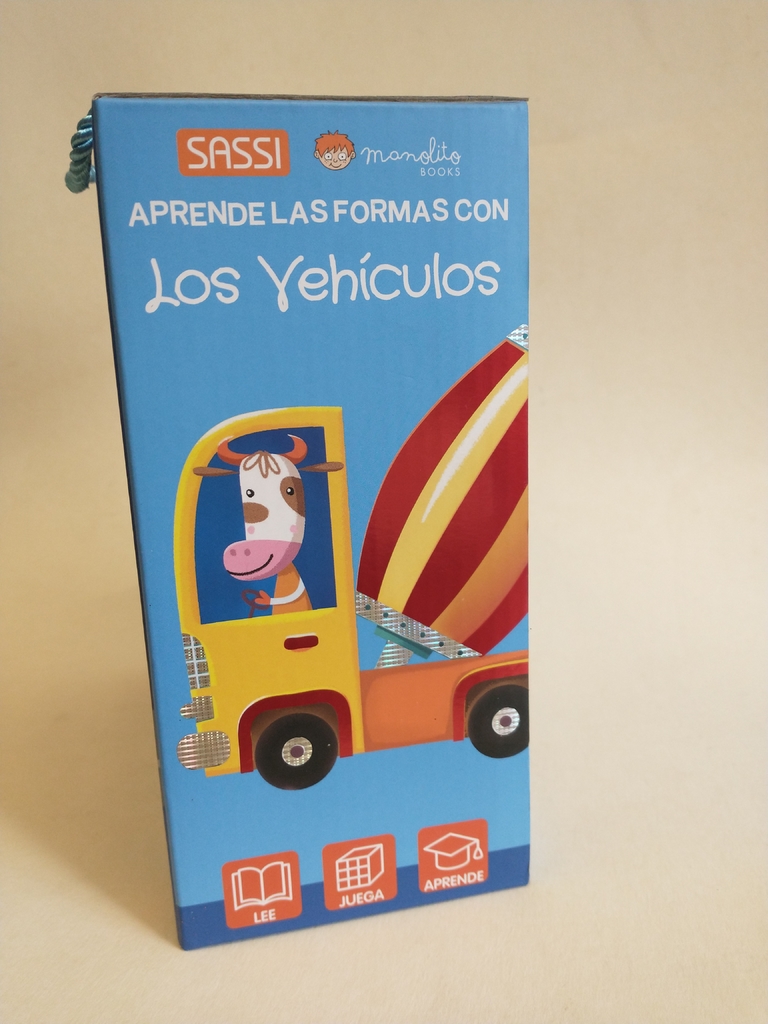 SASSI
manolito
BOOKS
APRENDE LAS FORMAS CON
Los Vehículos
LEE
JUEGA
APRENDE